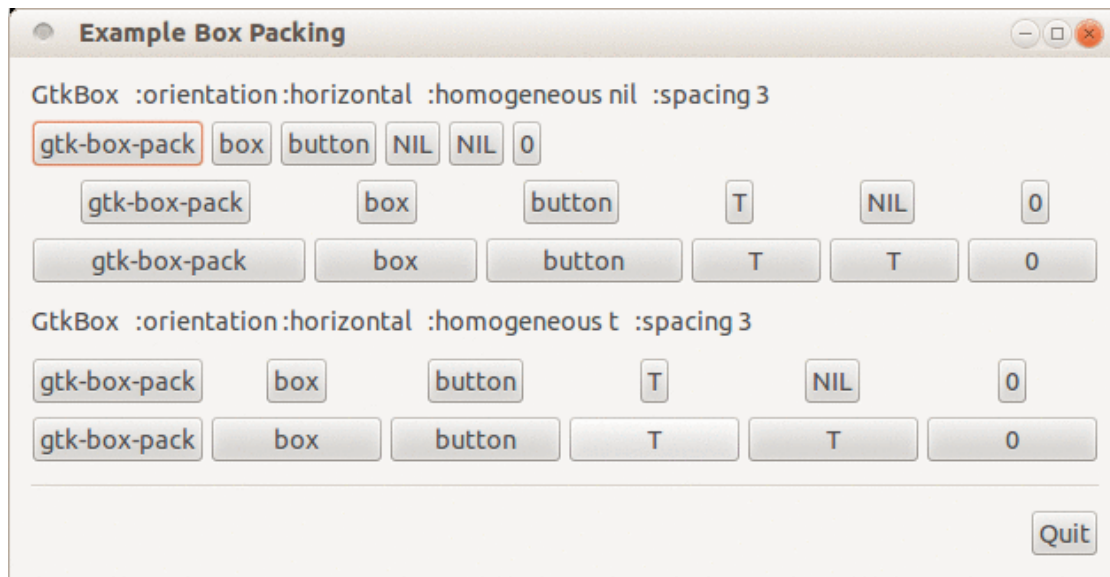 Example Box Packing
GtkBox :orientation :horizontal :homogeneous nil :spacing 3
gtk-box-pack box button NIL NIL 0
gtk-box-pack box button T NIL 0
gtk-box-pack box button T T 0
GtkBox :orientation :horizontal :homogeneous t :spacing 3
gtk-box-pack box button T NIL 0
gtk-box-pack box button T T 0
Quit